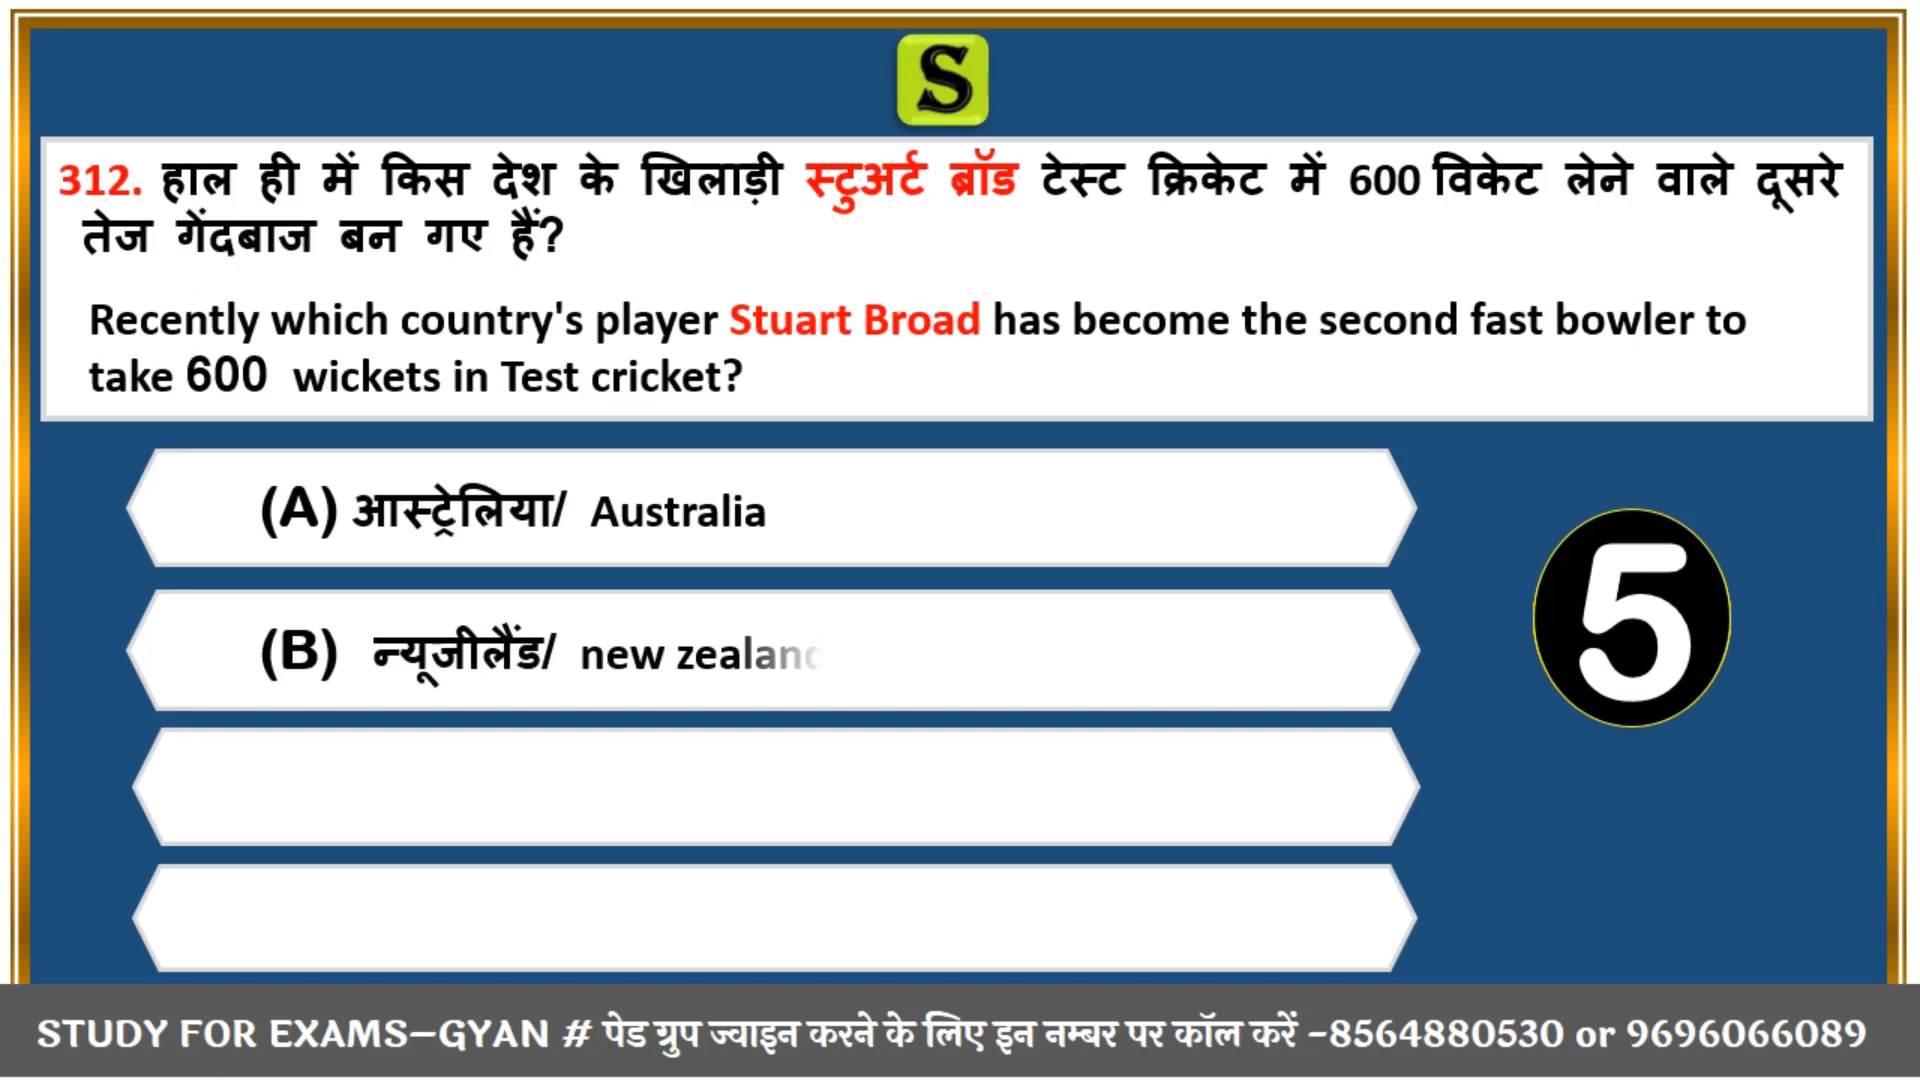 S
312. हाल ही में किस देश के खिलाड़ी स्टुअर्ट ब्रॉड टेस्ट क्रिकेट में 600 विकेट लेने वाले दूसरे
तेज गेंदबाज बन गए हैं?
Recently which country's player Stuart Broad has become the second fast bowler to
take 600 wickets in Test cricket?
(A) आस्ट्रेलिया/ Australia
(B) न्यूजीलैंड/ new zealand
5
STUDY FOR EXAMS–GYAN # पेड ग्रुप ज्वाइन करने के लिए इन नम्बर पर कॉल करें –8564880530 or 9696066089